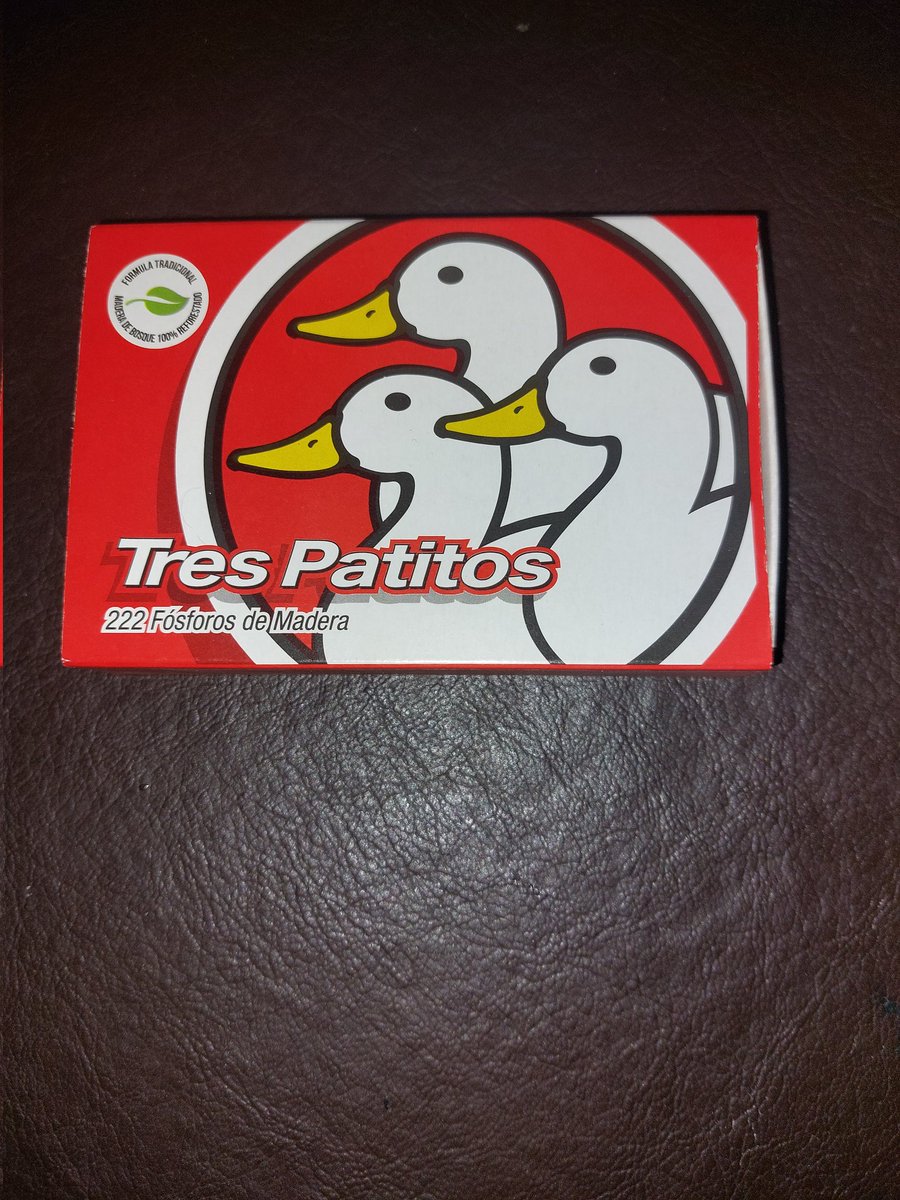 FORMULA TRADICIONAL
MADERA DE BOSQUE 100% REFORESTADO
Tres Patitos
222 Fósforos de Madera